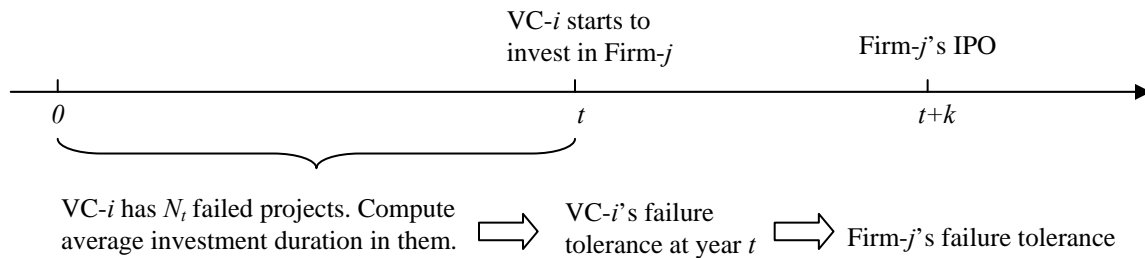 VC-i starts to
invest in Firm-j
Firm-j’s IPO
0
t
t+k
VC-i has Nt failed projects. Compute
average investment duration in them.
VC-i’s failure
tolerance at year t
Firm-j’s failure tolerance